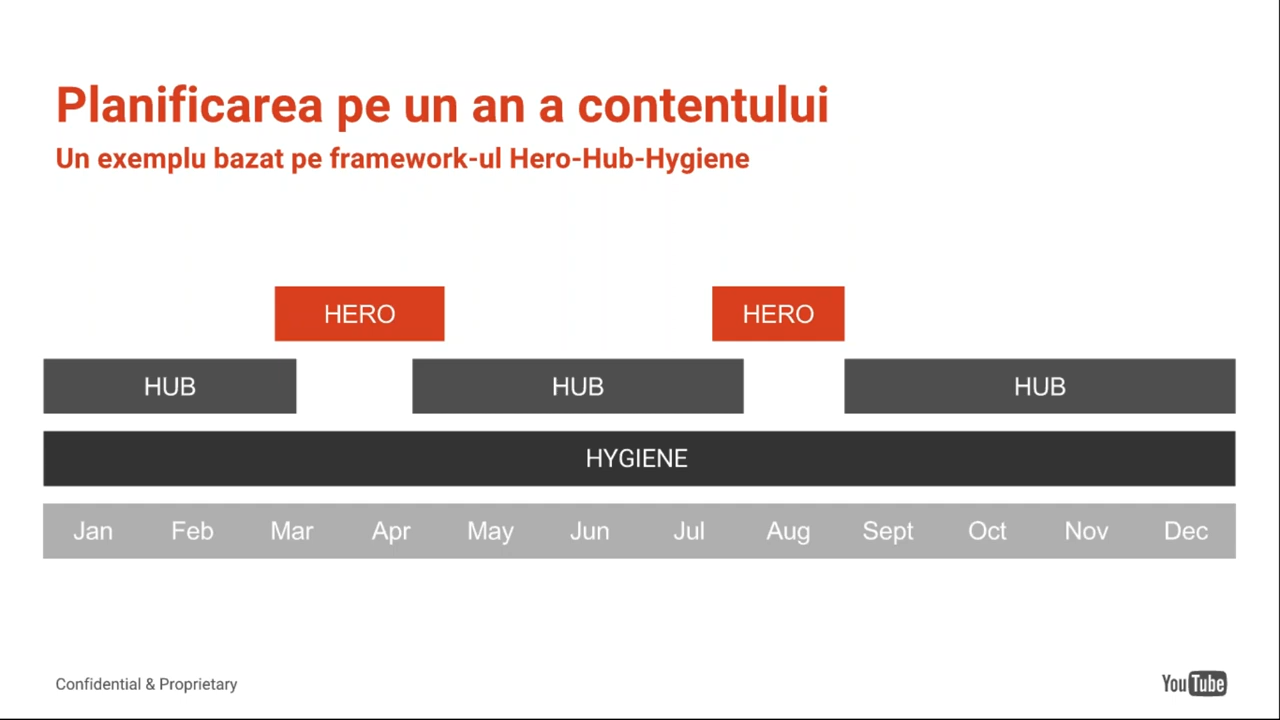 Planificarea pe un an a contentului
Un exemplu bazat pe framework-ul Hero-Hub-Hygiene
HERO HERO
HUB HUB HUB
HYGIENE
Jan Feb Mar Apr May Jun Jul Aug Sept Oct Nov Dec
Confidential & Proprietary
YouTube